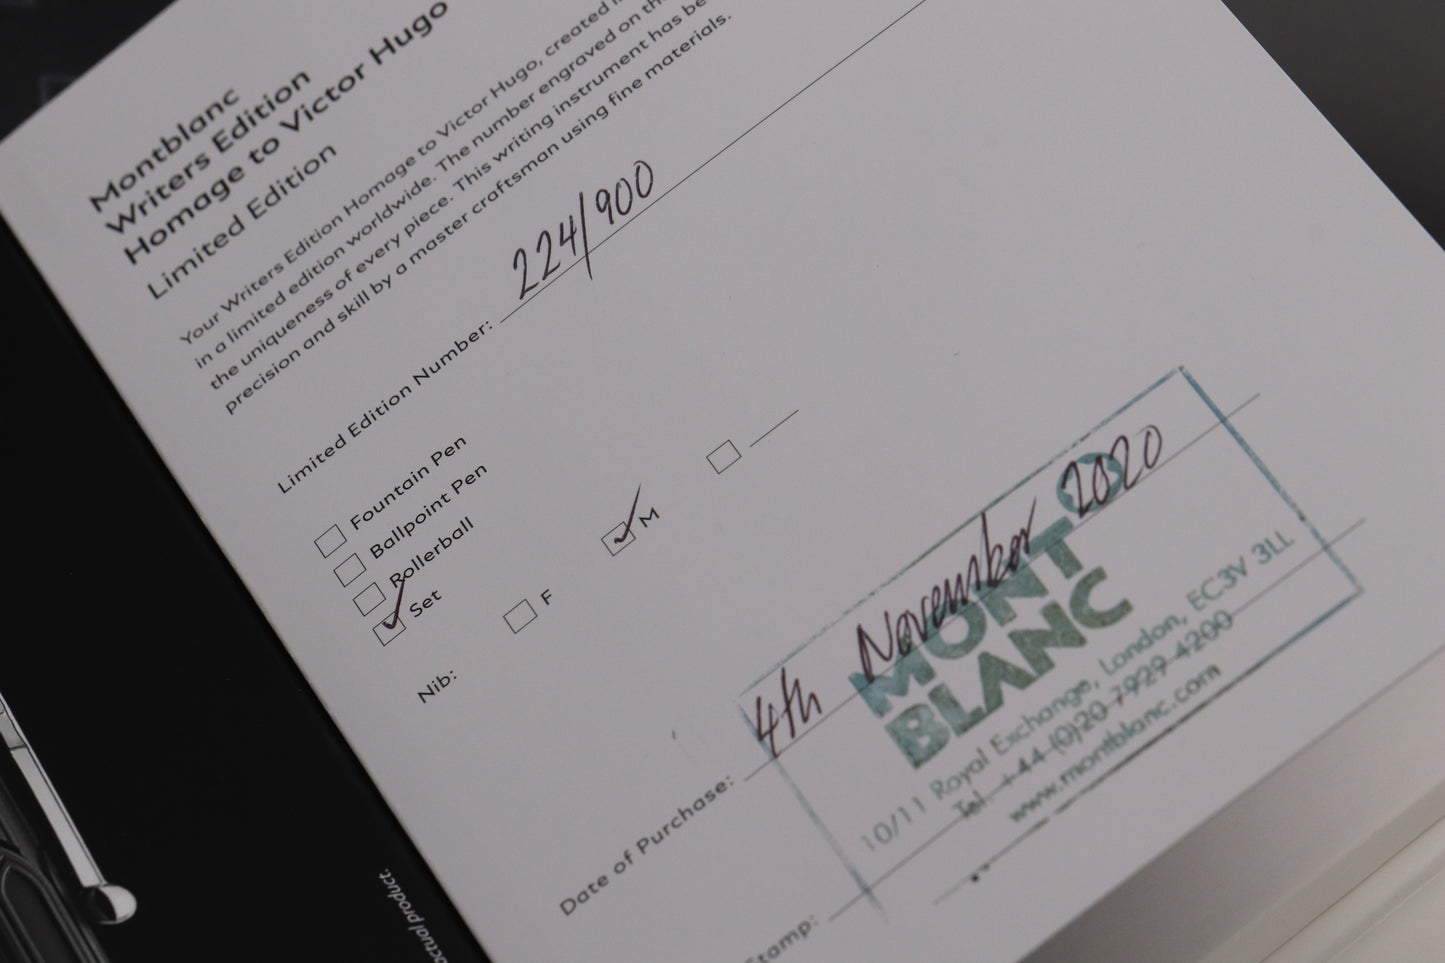 Montblanc
Writers Edition
Homage to Victor Hugo
Limited Edition
Your Writers Edition Homage to Victor Hugo, created
in a limited edition worldwide. The number engraved on
the uniqueness of every piece. This writing instrument has
precision and skill by a master craftsman using fine materials.
Limited Edition Number: 224/900
Fountain Pen
Ballpoint Pen
Rollerball
Set
Nib: F M
Date of Purchase: 4th November 2020
MONT
BLANC
10/11 Royal Exchange, London, EC3V 3LL
Tel. +44 (0)20 7929 4200
www.montblanc.com
Stamp:
actual product.